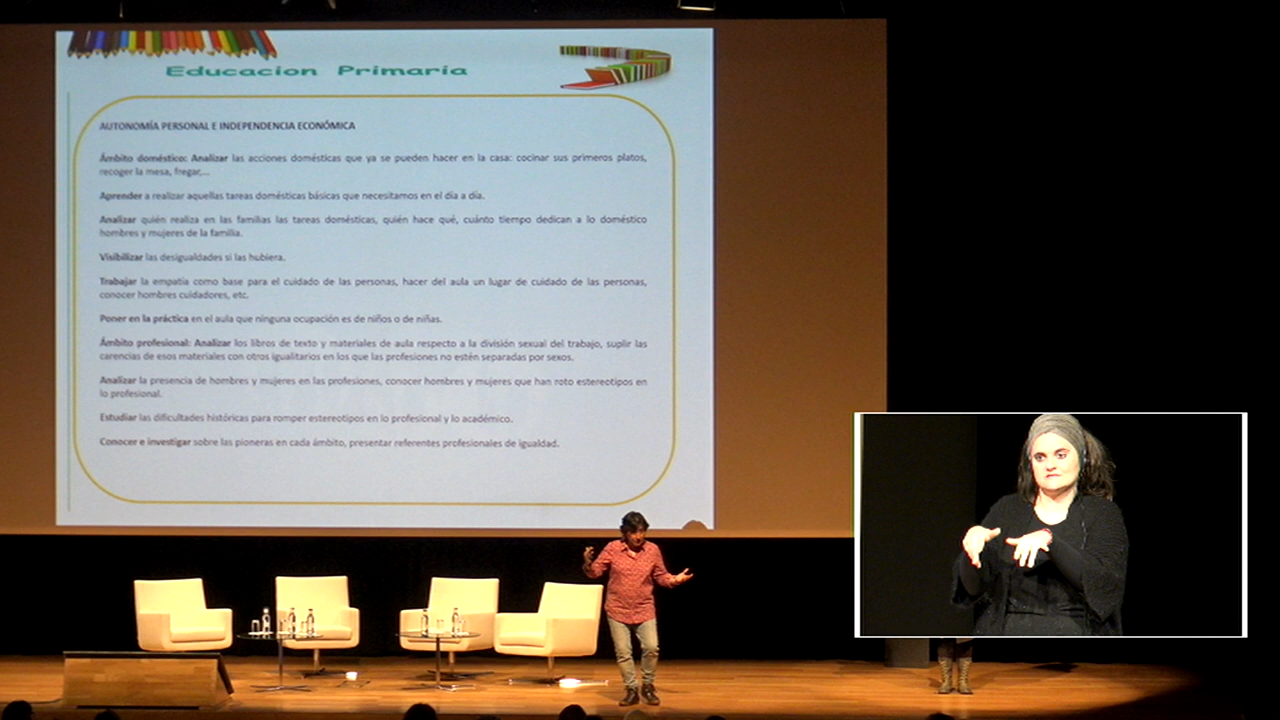 Educacion Primaria
AUTONOMÍA PERSONAL E INDEPENDENCIA ECONÓMICA
Ámbito doméstico: Analizar las acciones domésticas que ya se pueden hacer en la casa: cocinar sus primeros platos,
recoger la mesa, fregar,...
Aprender a realizar aquellas tareas domésticas básicas que necesitamos en el día a día.
Analizar quién realiza en las familias las tareas domésticas, quién hace qué, cuánto tiempo dedican a lo doméstico
hombres y mujeres de la familia.
Visibilizar las desigualdades si las hubiera.
Trabajar la empatía como base para el cuidado de las personas, hacer del aula un lugar de cuidado de las personas,
conocer hombres cuidadores, etc.
Poner en la práctica en el aula que ninguna ocupación es de niños o de niñas.
Ámbito profesional: Analizar los libros de texto y materiales de aula respecto a la división sexual del trabajo, suplir las
carencias de esos materiales con otros igualitarios en los que las profesiones no estén separadas por sexos.
Analizar la presencia de hombres y mujeres en las profesiones, conocer hombres y mujeres que han roto estereotipos en
lo profesional.
Estudiar las dificultades históricas para romper estereotipos en lo profesional y lo académico.
Conocer e investigar sobre las pioneras en cada ámbito, presentar referentes profesionales de igualdad.